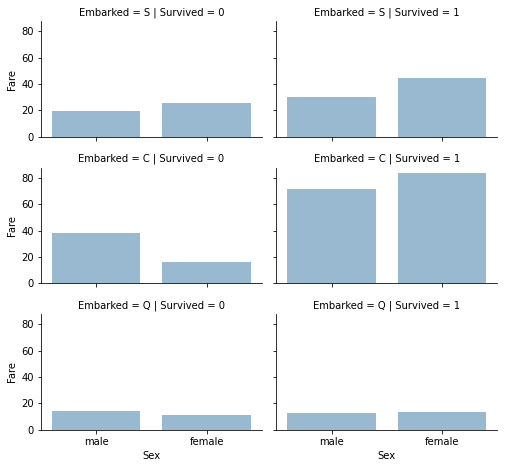 Embarked = S | Survived = 0
Embarked = S | Survived = 1
80
60
40
20
0
Fare
Embarked = C | Survived = 0
Embarked = C | Survived = 1
80
60
40
20
0
Fare
Embarked = Q | Survived = 0
Embarked = Q | Survived = 1
80
60
40
20
0
Fare
male
female
male
female
Sex
Sex